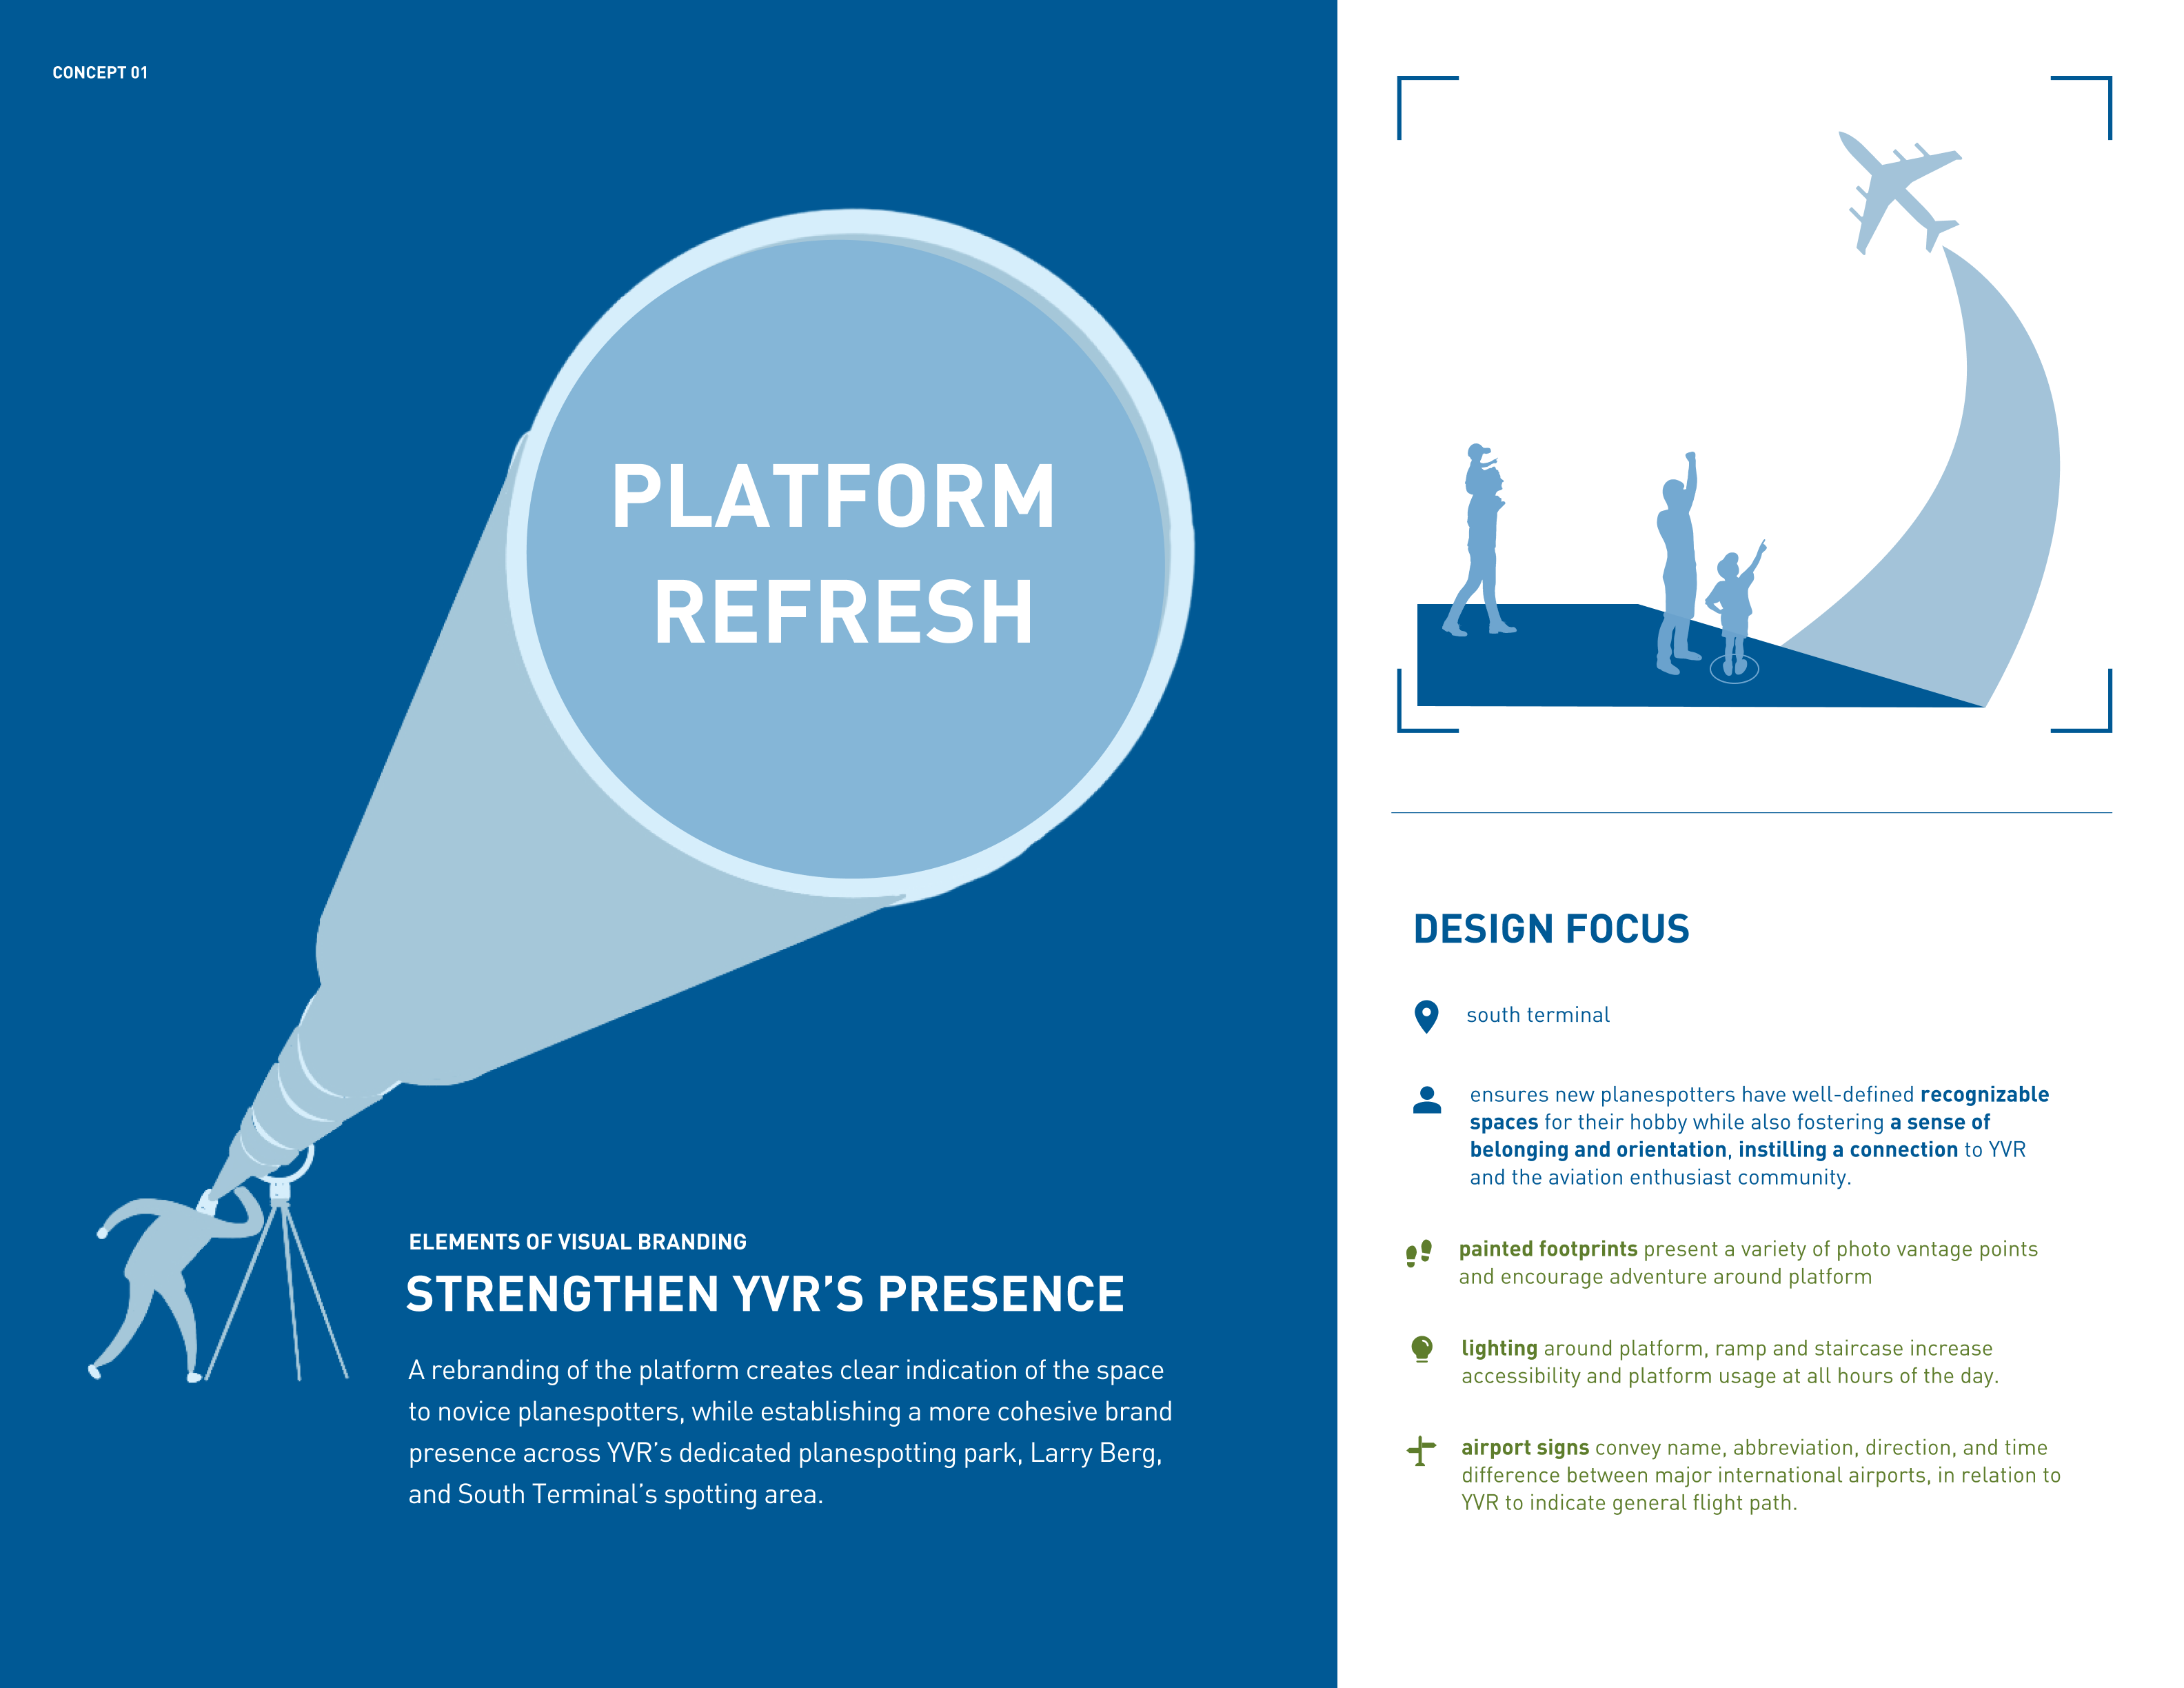 CONCEPT 01
PLATFORM
REFRESH
ELEMENTS OF VISUAL BRANDING
STRENGTHEN YVR'S PRESENCE
A rebranding of the platform creates clear indication of the space
to novice planespotters, while establishing a more cohesive brand
presence across YVR's dedicated planespotting park, Larry Berg,
and South Terminal's spotting area.
DESIGN FOCUS
south terminal
ensures new planespotters have well-defined recognizable
spaces for their hobby while also fostering a sense of
belonging and orientation, instilling a connection to YVR
and the aviation enthusiast community.
painted footprints present a variety of photo vantage points
and encourage adventure around platform
lighting around platform, ramp and staircase increase
accessibility and platform usage at all hours of the day.
airport signs convey name, abbreviation, direction, and time
difference between major international airports, in relation to
YVR to indicate general flight path.